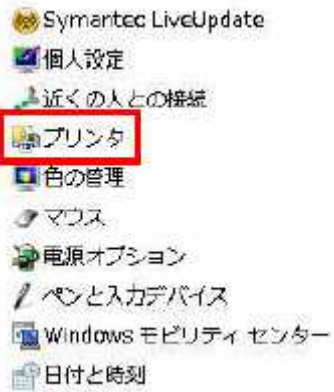 Symantec LiveUpdate
個人設定
近くの人との接続
プリンタ
色の管理
マウス
電源オプション
ペンと入力デバイス
Windows モビリティ センター
日付と時刻